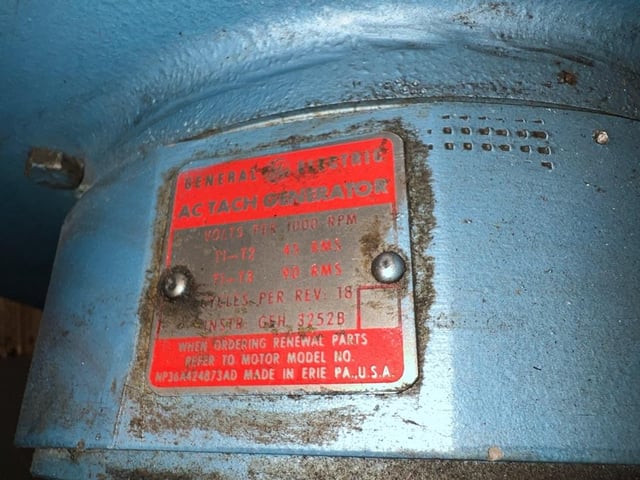 GENERAL ELECTRIC
AC TACH GENERATOR
VOLTS PER 1000 RPM
T1-T2 45 RMS
T1-T3 90 RMS
CYCLES PER REV. 18
INSTR GEH 3252B
WHEN ORDERING RENEWAL PARTS
REFER TO MOTOR MODEL NO.
NP36A424873AD MADE IN ERIE PA., U.S.A.